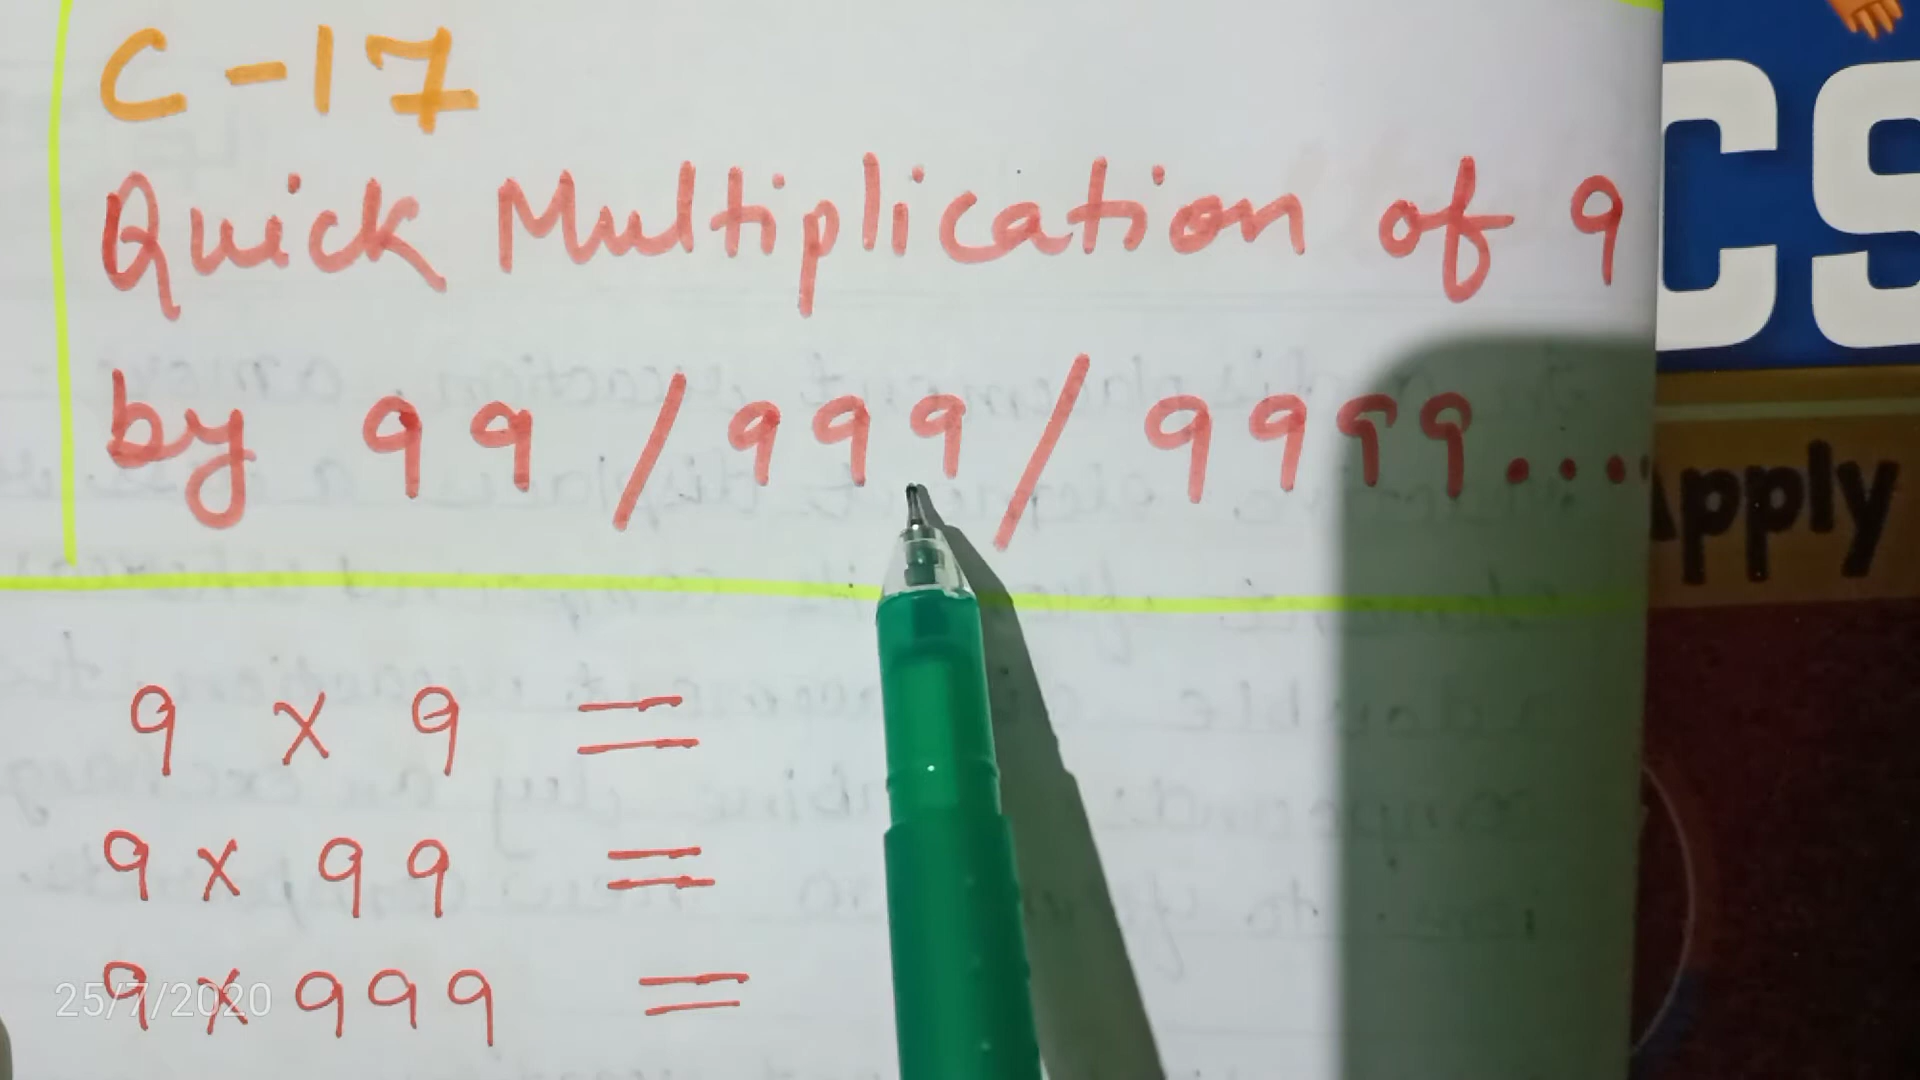 C-17
Quick Multiplication of 9
by 99/999/9999....
9 x 9 =
9 x 99 =
9 x 999 =
25/7/2020
CS
Apply